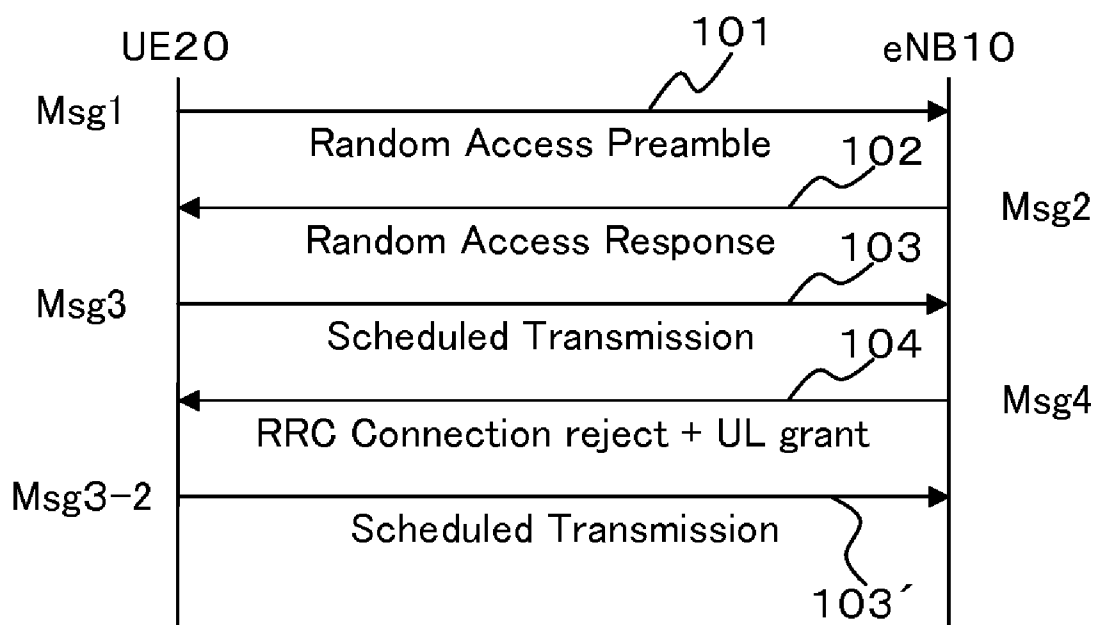 UE20
101
eNB10
Msg1
Random Access Preamble
102
Msg2
Random Access Response
103
Msg3
Scheduled Transmission
104
Msg4
RRC Connection reject + UL grant
Msg3-2
Scheduled Transmission
103´